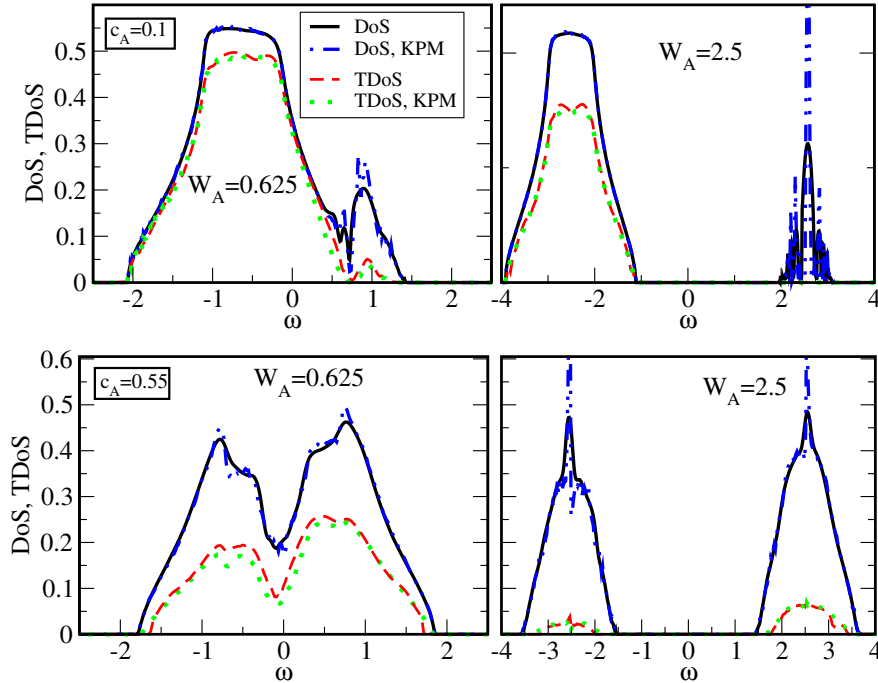 c_A=0.1
DoS
DoS, KPM
TDoS
TDoS, KPM
W_A=0.625
W_A=2.5
DoS, TDoS
0.5
0.4
0.3
0.2
0.1
0
-2 -1 0 1 2
ω
-4 -2 0 2 4
ω
c_A=0.55
W_A=0.625
W_A=2.5
DoS, TDoS
0.6
0.5
0.4
0.3
0.2
0.1
0
-2 -1 0 1 2
ω
-4 -3 -2 -1 0 1 2 3 4
ω